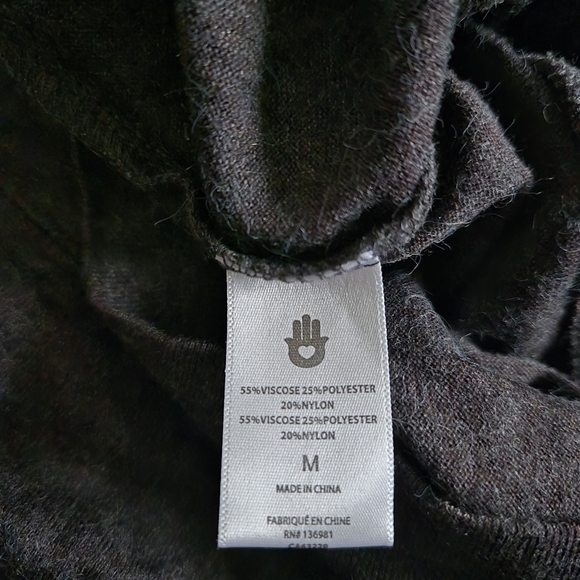 55%VISCOSE 25%POLYESTER
20%NYLON
55%VISCOSE 25%POLYESTER
20%NYLON
M
MADE IN CHINA
FABRIQUÉ EN CHINE
RN# 136981